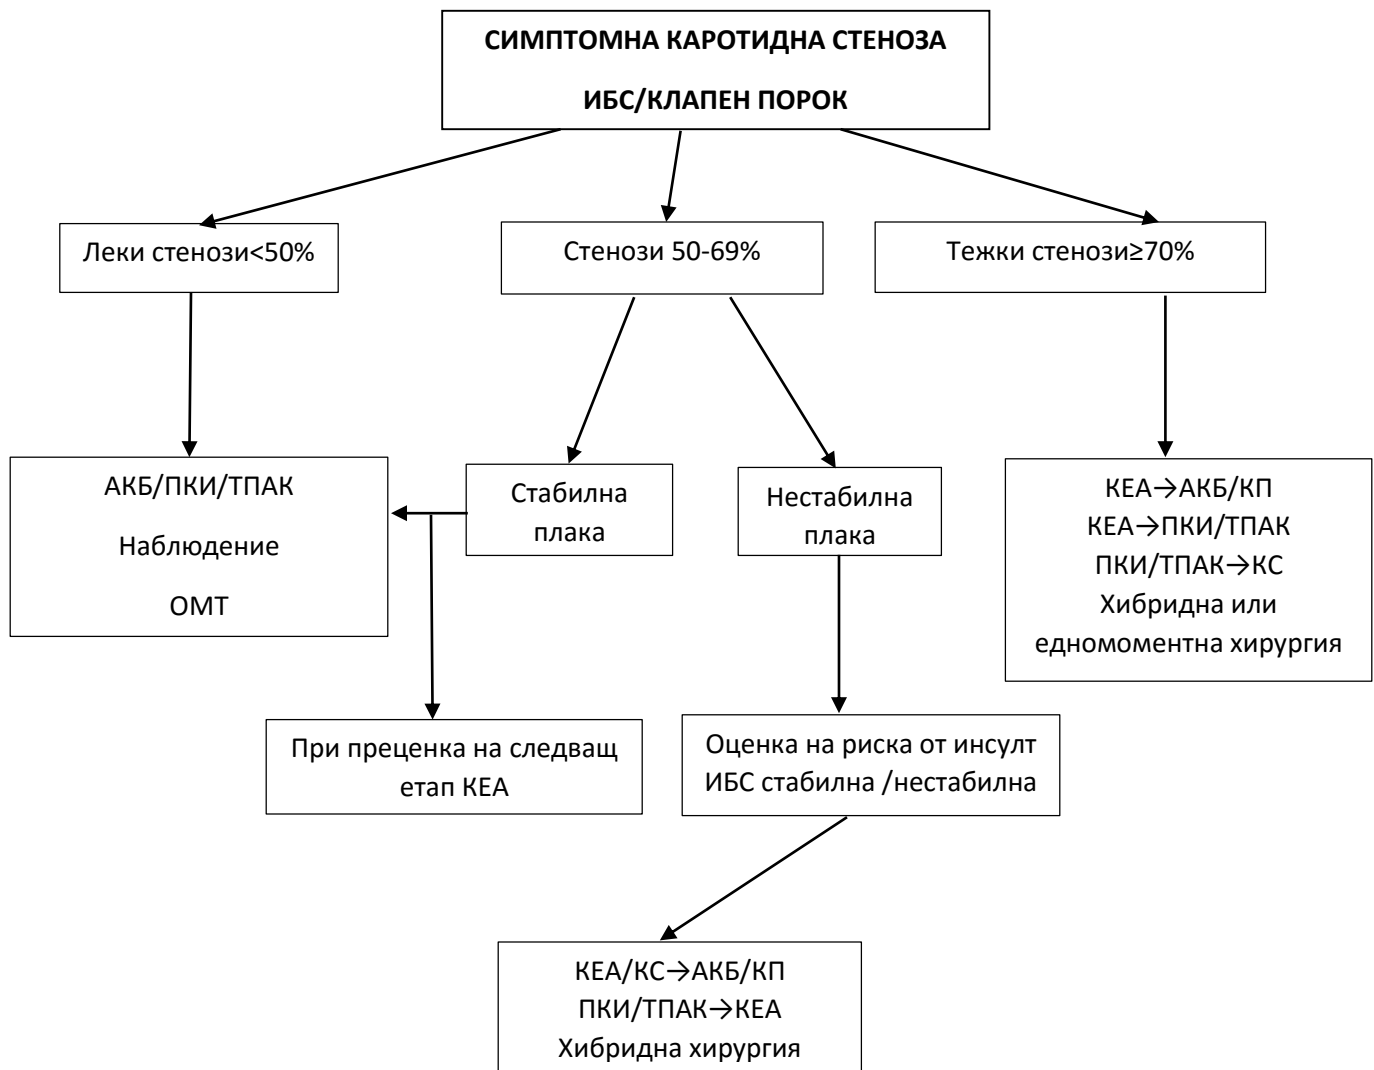 СИМПТОМНА КАРОТИДНА СТЕНОЗА
ИБС/КЛАПЕН ПОРОК
Леки стенози<50%
Стенози 50-69%
Тежки стенози≥70%
АКБ/ПКИ/ТПАК
Наблюдение
ОМТ
Стабилна
плака
Нестабилна
плака
КЕА→АКБ/КП
КЕА→ПКИ/ТПАК
ПКИ/ТПАК→КС
Хибридна или
едномоментна хирургия
При преценка на следващ
етап КЕА
Оценка на риска от инсулт
ИБС стабилна /нестабилна
КЕА/КС→АКБ/КП
ПКИ/ТПАК→КЕА
Хибридна хирургия